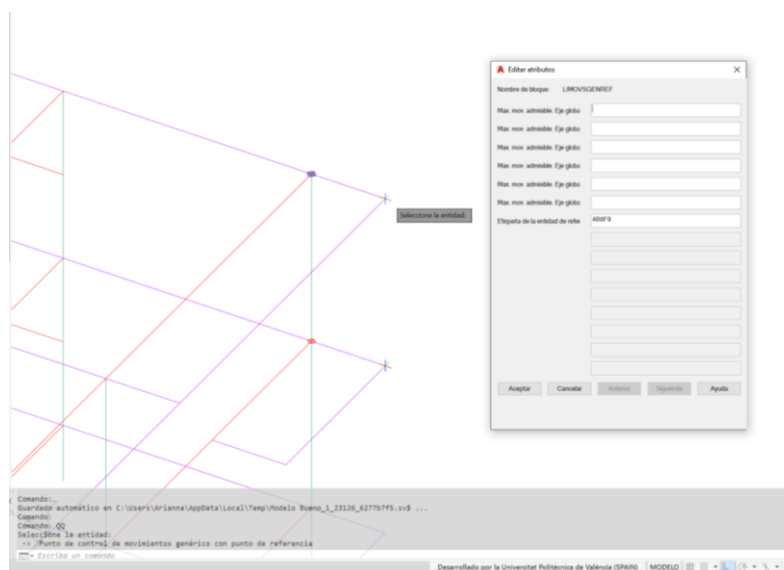 Editar atributos
Nombre de bloque: LIMOVSGENREF
Max. mov. admisible. Eje globa
Max. mov. admisible. Eje globa
Max. mov. admisible. Eje globa
Max. mov. admisible. Eje globa
Max. mov. admisible. Eje globa
Max. mov. admisible. Eje globa
Etiqueta de la entidad de refer
Seleccione la entidad:
Aceptar Cancelar Anterior Siguiente Ayuda
Comando:
Guardado automático en C:\Users\Arianna\AppData\Local\Temp\Modelo Bueno_1_23126_6277b7f5.sv$ ...
Comando:
Comando: QQ
Seleccione la entidad:
-> Punto de control de movimientos genérico con punto de referencia
Escriba un comando
Desarrollado por la Universitat Politècnica de València (SPAIN) MODELO